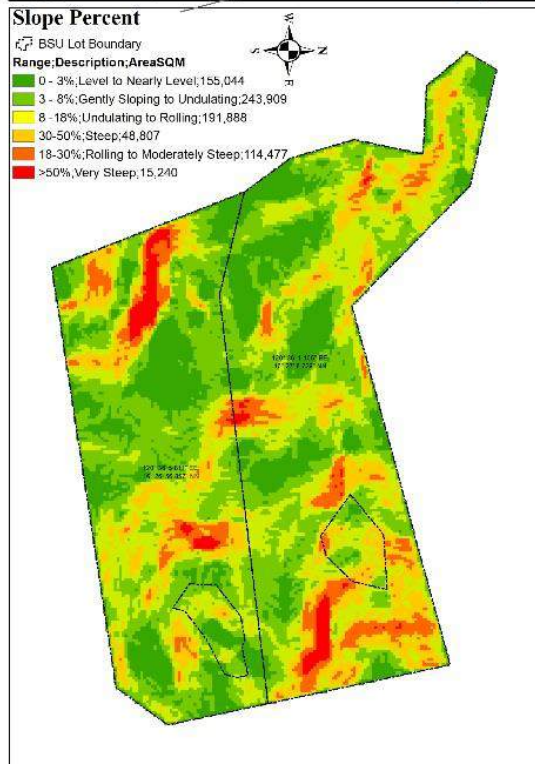 Slope Percent
BSU Lot Boundary
Range;Description;AreaSQM
0 - 3%;Level to Nearly Level;155,044
3 - 8%;Gently Sloping to Undulating;243,909
8 -18%;Undulating to Rolling;191,888
30-50%;Steep;48,807
18-30%;Rolling to Moderately Steep;114,477
>50%;Very Steep;15,240
W
S
N